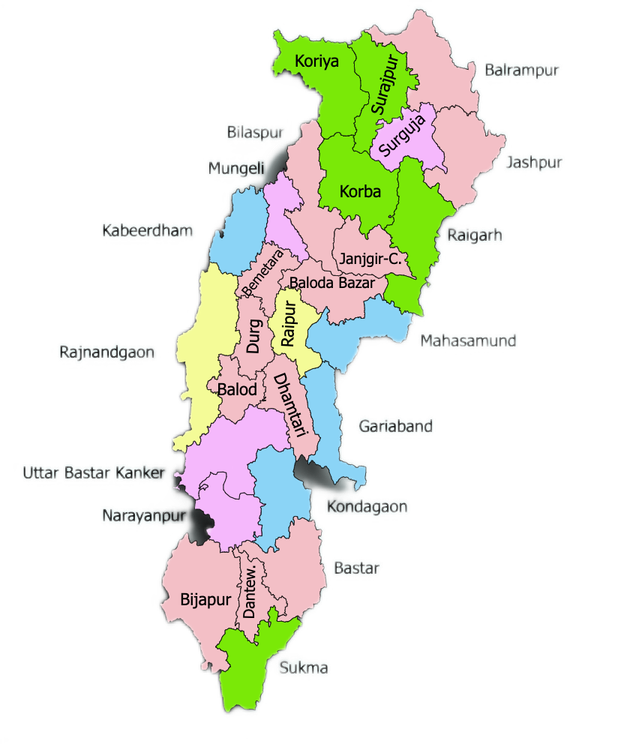 Koriya
Surajpur
Balrampur
Surguja
Bilaspur
Jashpur
Mungeli
Korba
Kabeerdham
Raigarh
Janjgir-C.
Bemetara
Baloda Bazar
Raipur
Durg
Mahasamund
Rajnandgaon
Balod
Dhamtari
Gariaband
Uttar Bastar Kanker
Kondagaon
Narayanpur
Bastar
Dantew.
Bijapur
Sukma